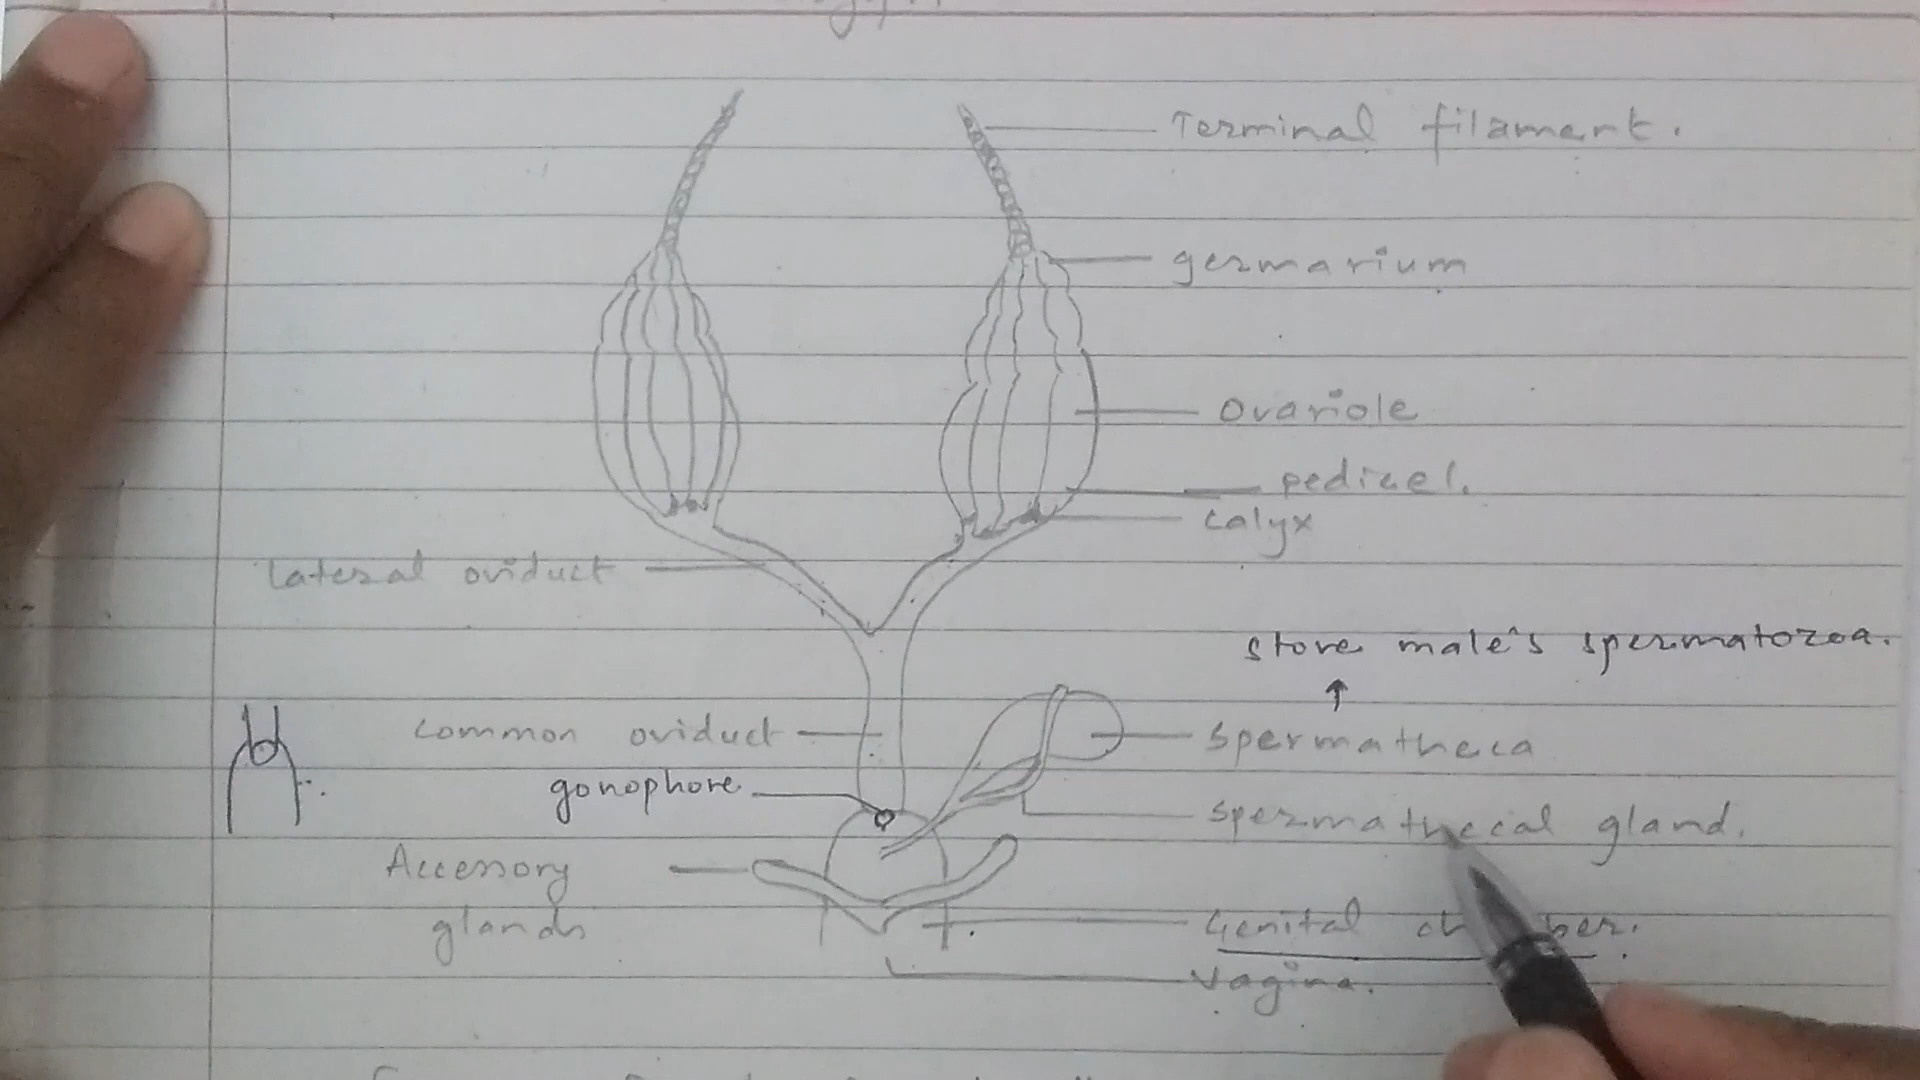 Terminal filament.
germarium
Ovariole
pedicel.
calyx
lateral oviduct
store male's spermatozoa.
↑
common oviduct
spermatheca
gonophore
spermathecal gland.
Accessory
glands
Genital
vagina.